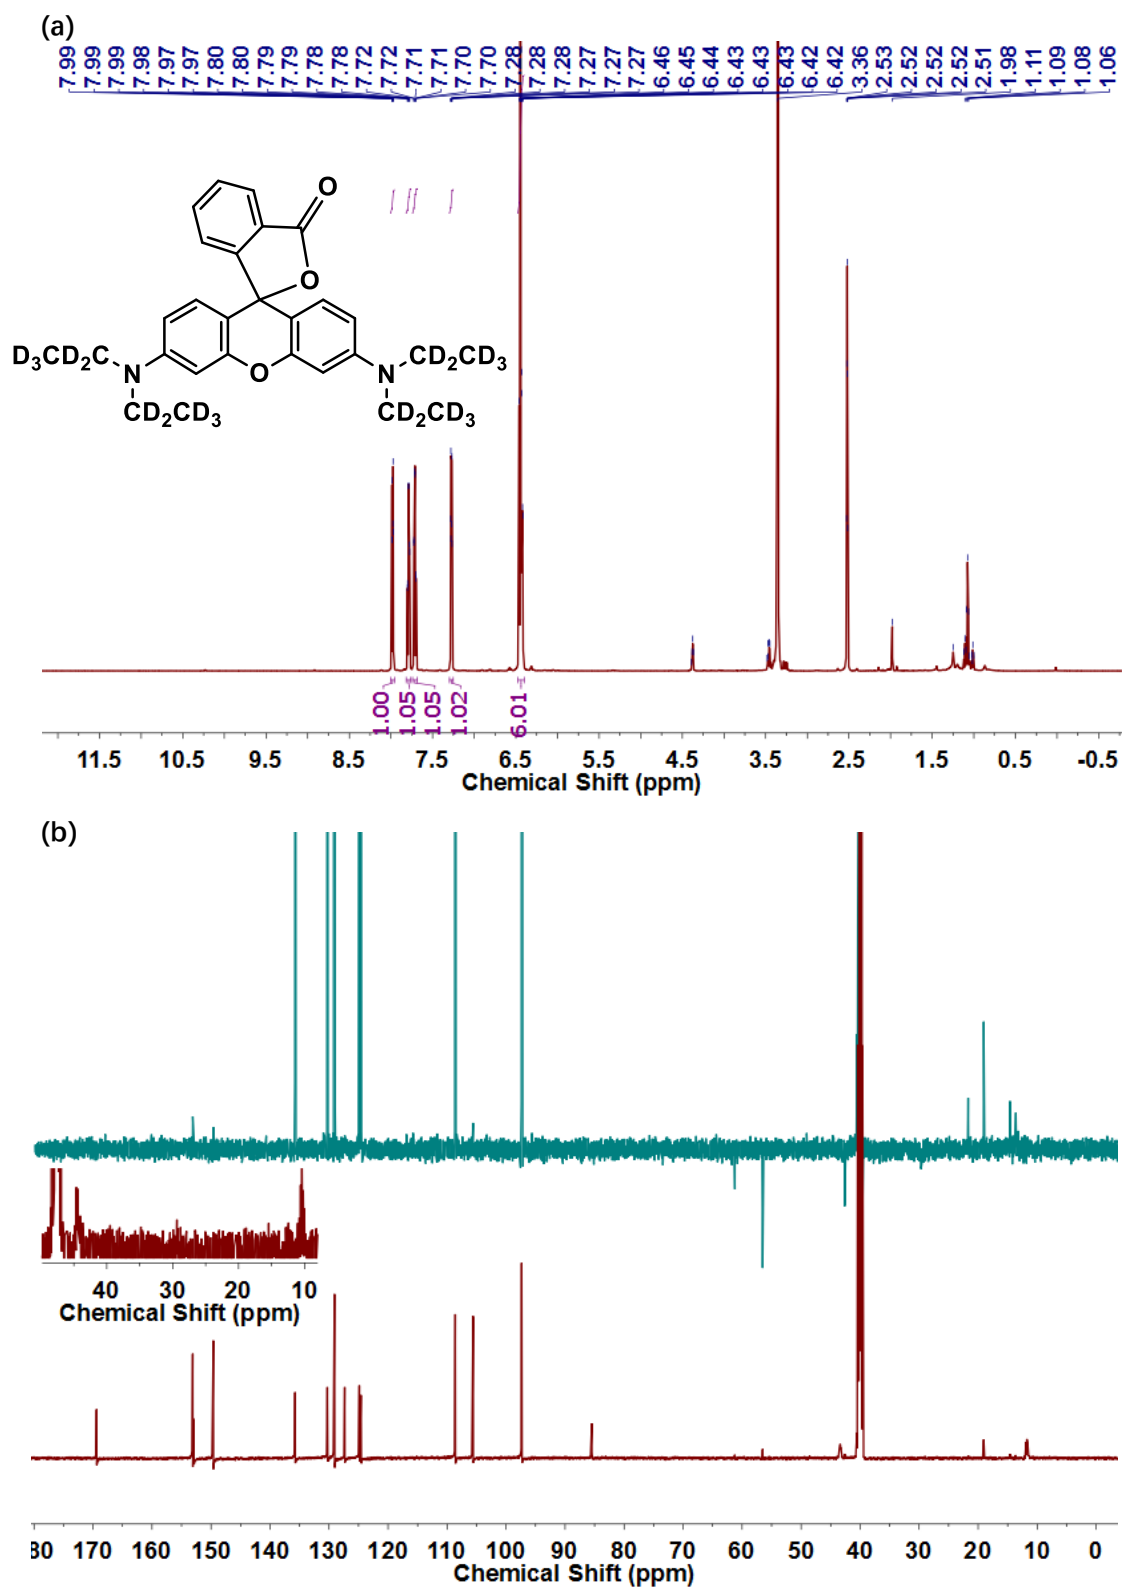 (a)
7.99 7.99 7.99 7.98 7.97 7.97 7.80 7.80 7.79 7.79 7.78 7.78 7.72 7.72 7.71 7.71 7.70 7.70 7.28 7.28 7.28 7.27 7.27 7.27 6.46 6.45 6.44 6.43 6.43 6.43 6.42 6.42 3.36 2.53 2.52 2.52 2.52 2.51 1.98 1.11 1.09 1.08 1.06
O
O
D3CD2C N O N CD2CD3
CD2CD3 CD2CD3
1.00 1.05 1.05 1.02 6.01
11.5 10.5 9.5 8.5 7.5 6.5 5.5 4.5 3.5 2.5 1.5 0.5 -0.5
Chemical Shift (ppm)
(b)
40 30 20 10
Chemical Shift (ppm)
80 170 160 150 140 130 120 110 100 90 80 70 60 50 40 30 20 10 0
Chemical Shift (ppm)